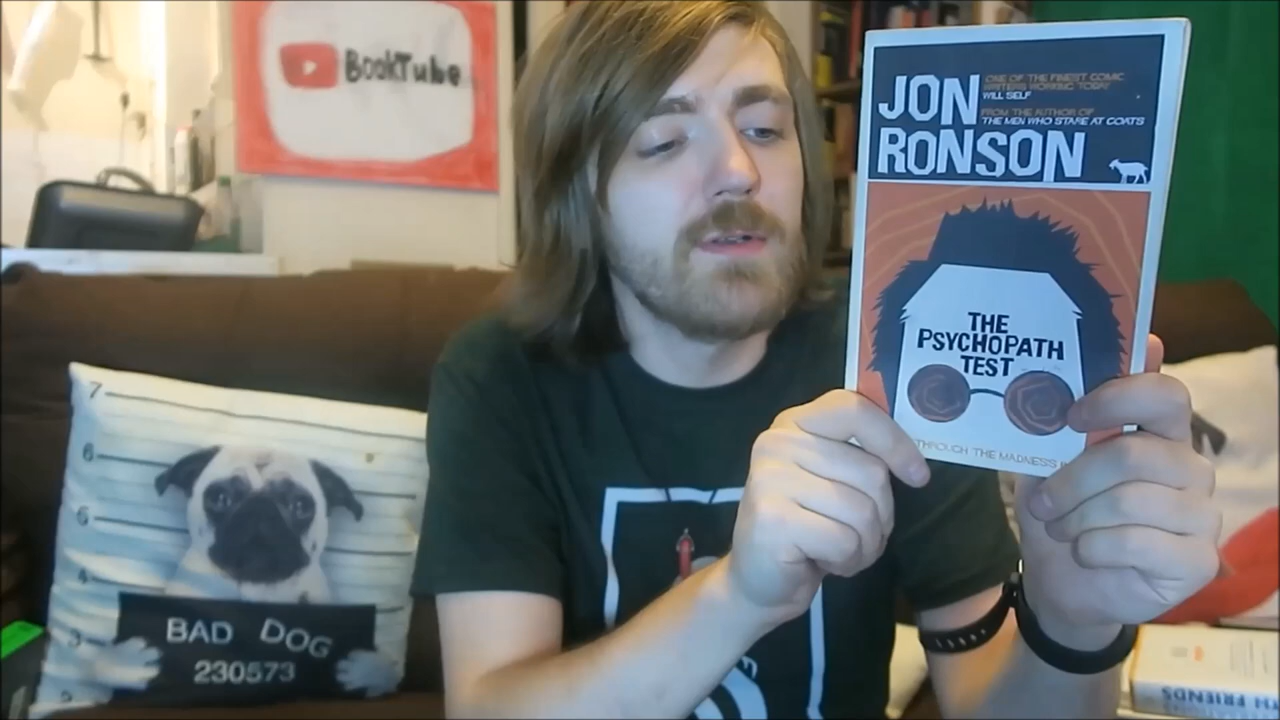 BookTube
JON
RONSON
ONE OF THE FINEST COMIC
WRITERS WORKING TODAY
WILL SELF
FROM THE AUTHOR OF
THE MEN WHO STARE AT GOATS
THE
PSYCHOPATH
TEST
THROUGH THE MADNESS
7
6
5
4
3
2
BAD DOG
230573
TH FRIENDS